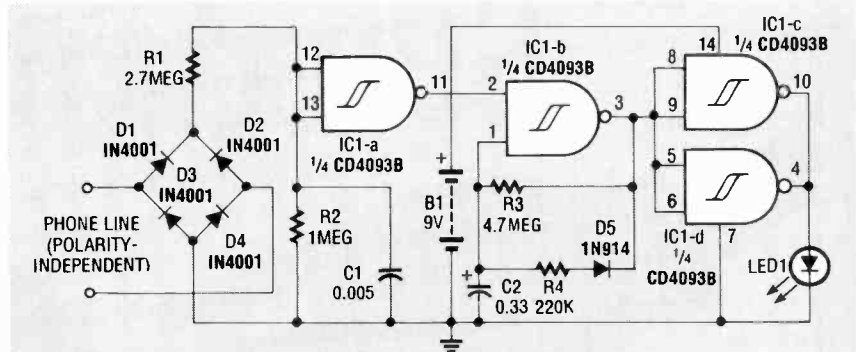 R1
2.7MEG
D1
1N4001
D2
1N4001
D3
1N4001
D4
1N4001
PHONE LINE
(POLARITY-
INDEPENDENT)
12
13
11
IC1-a
¼ CD4093B
R2
1MEG
C1
0.005
+
B1
9V
IC1-b
¼ CD4093B
2
1
3
R3
4.7MEG
D5
1N914
+
C2
0.33
R4
220K
IC1-c
¼ CD4093B
14
8
9
10
5
6
4
7
IC1-d
¼
CD4093B
LED1